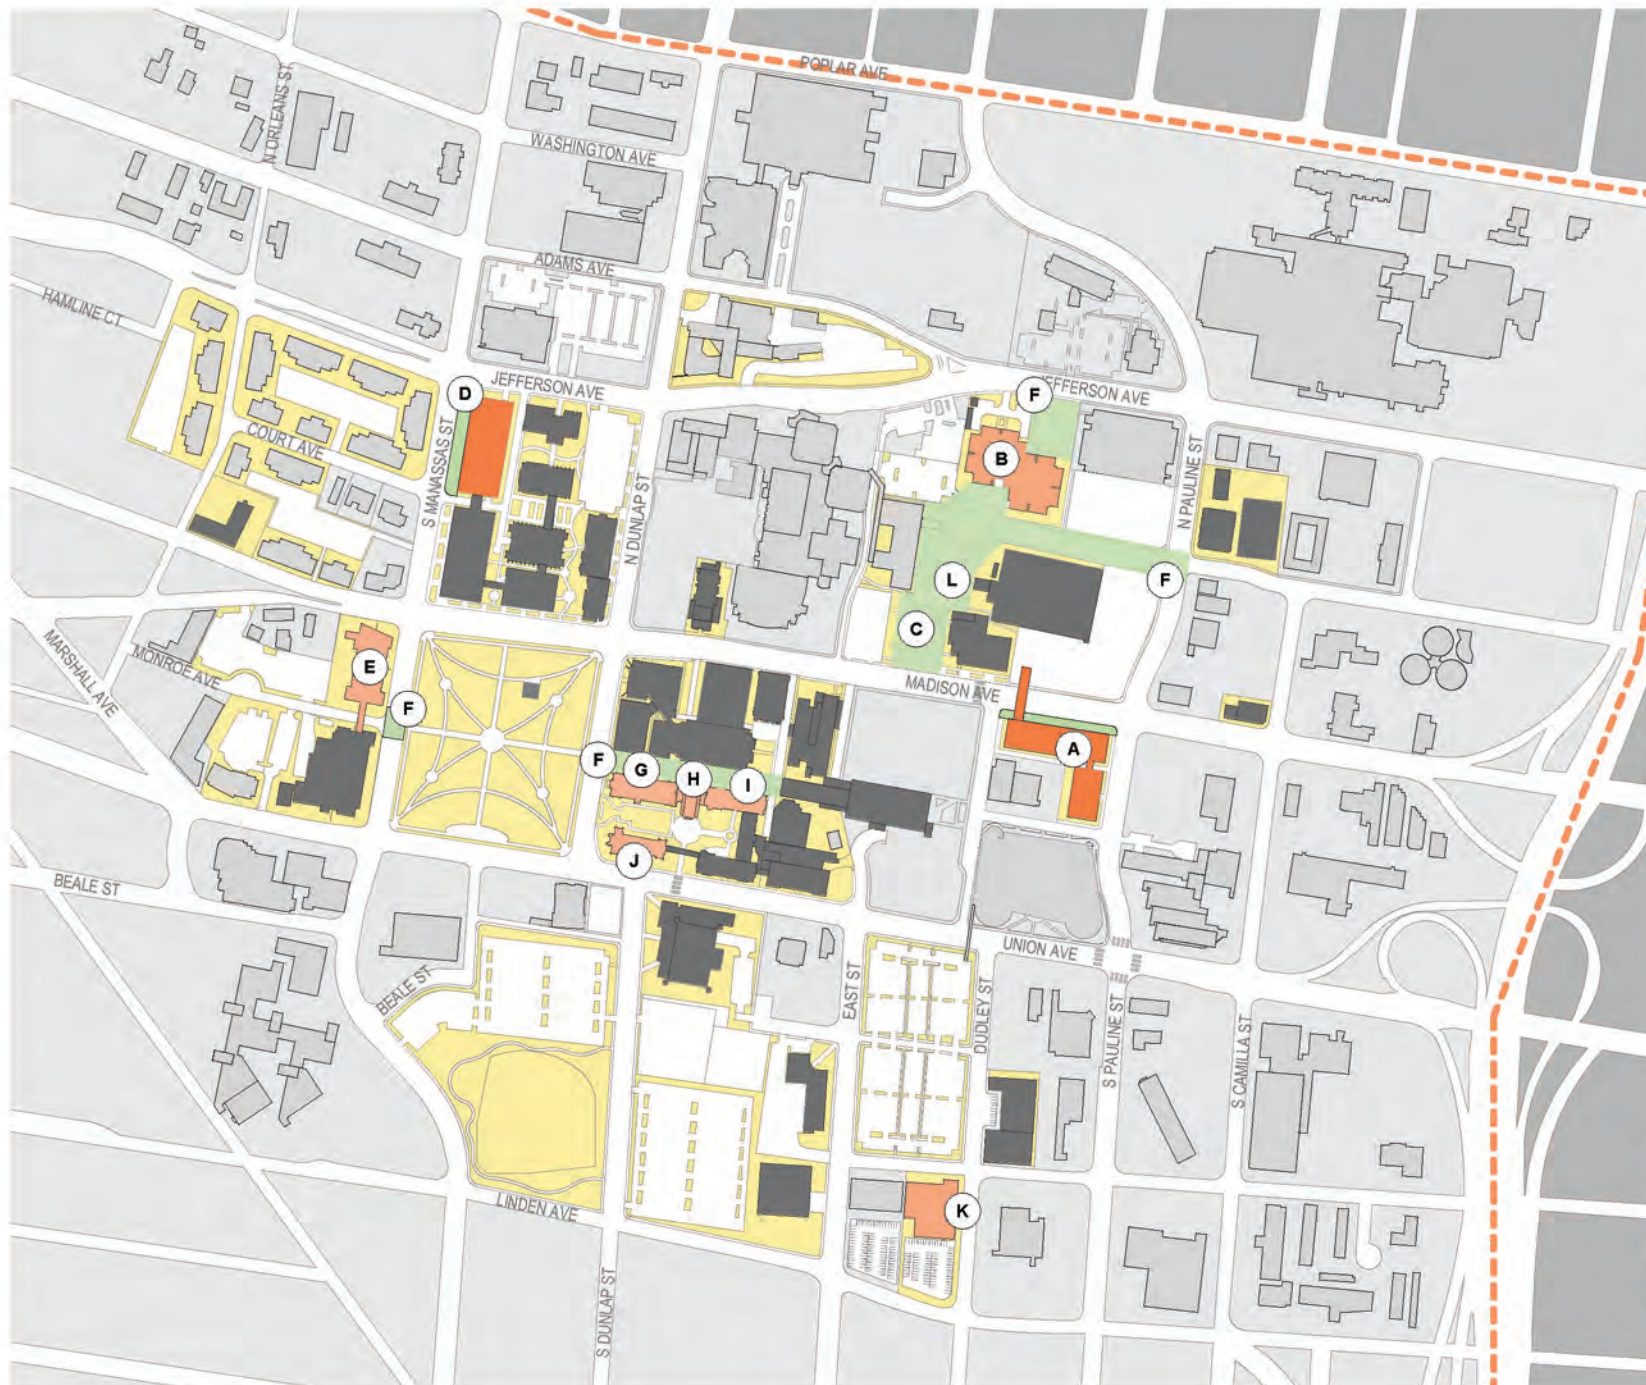 POPLAR AVE
N ORLEANS ST
WASHINGTON AVE
ADAMS AVE
HAMLINE CT
JEFFERSON AVE
D
F
JEFFERSON AVE
COURT AVE
S MANASSAS ST
B
N PAULINE ST
N DUNLAP ST
L
F
C
MARSHALL AVE
MONROE AVE
E
MADISON AVE
F
A
F
G
H
I
J
BEALE ST
UNION AVE
BEALE ST
EAST ST
DUDLEY ST
S PAULINE ST
S CAMILLA ST
LINDEN AVE
K
S DUNLAP ST